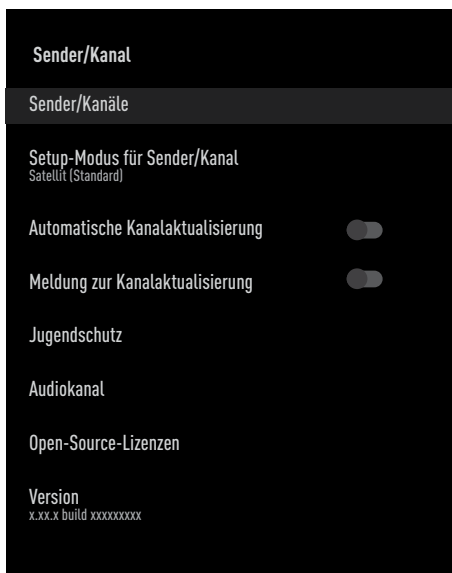 Sender/Kanal
Sender/Kanäle
Setup-Modus für Sender/Kanal
Satellit (Standard)
Automatische Kanalaktualisierung
Meldung zur Kanalaktualisierung
Jugendschutz
Audiokanal
Open-Source-Lizenzen
Version
x.xx.x build xxxxxxxxx